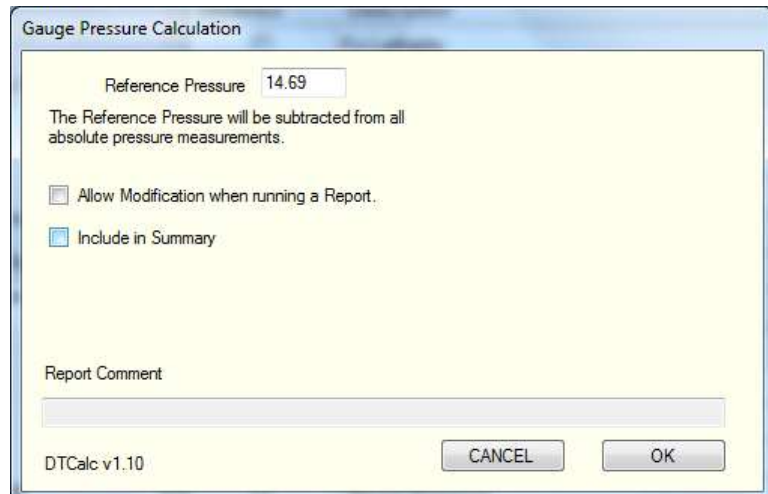 Gauge Pressure Calculation
Reference Pressure 14.69
The Reference Pressure will be subtracted from all
absolute pressure measurements.
Allow Modification when running a Report.
Include in Summary
Report Comment
DTCalc v1.10
CANCEL
OK